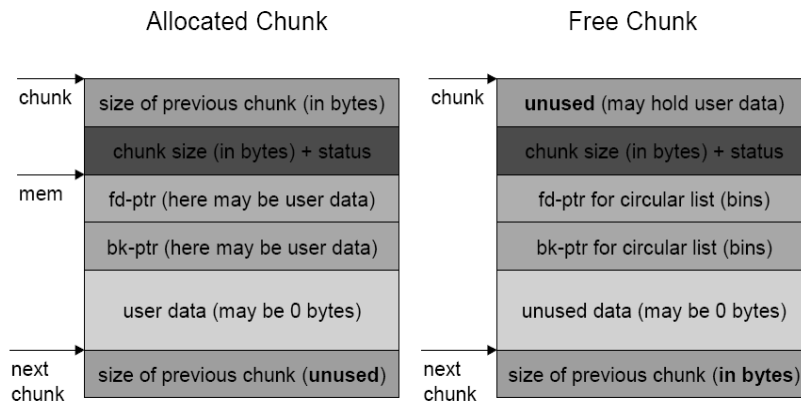 Allocated Chunk
chunk
size of previous chunk (in bytes)
chunk size (in bytes) + status
mem
fd-ptr (here may be user data)
bk-ptr (here may be user data)
user data (may be 0 bytes)
next
chunk
size of previous chunk (unused)
Free Chunk
chunk
unused (may hold user data)
chunk size (in bytes) + status
fd-ptr for circular list (bins)
bk-ptr for circular list (bins)
unused data (may be 0 bytes)
next
chunk
size of previous chunk (in bytes)